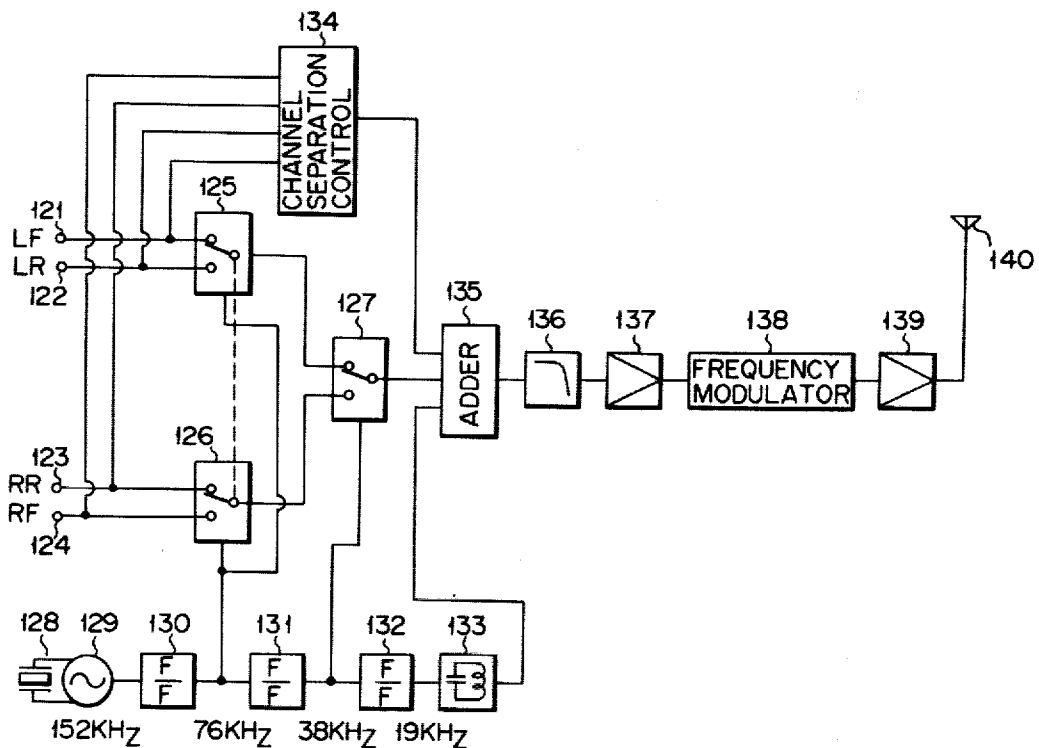 134
CHANNEL
SEPARATION
CONTROL
125
121
LF
LR
122
127
135
ADDER
136
137
138
FREQUENCY
MODULATOR
139
140
126
123
RR
RF
124
128
129
130
F
F
131
F
F
132
F
F
133
152KHZ
76KHZ
38KHZ
19KHZ